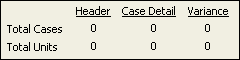 Header Case Detail Variance
Total Cases 0 0 0
Total Units 0 0 0